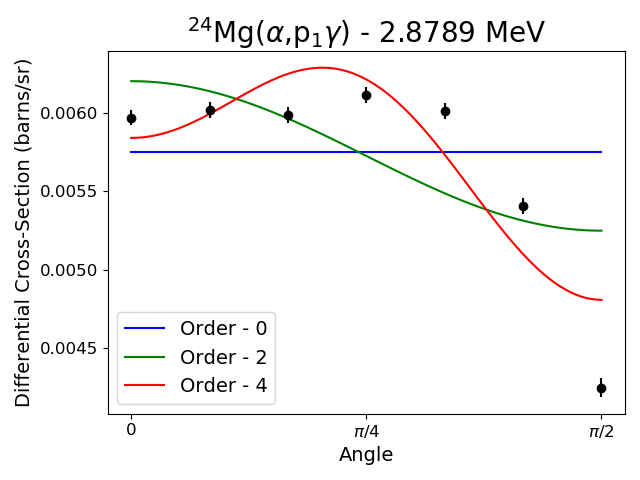 ²⁴Mg(α,p₁γ) - 2.8789 MeV
Differential Cross-Section (barns/sr)
0.0060
0.0055
0.0050
0.0045
Order - 0
Order - 2
Order - 4
0
π/4
π/2
Angle